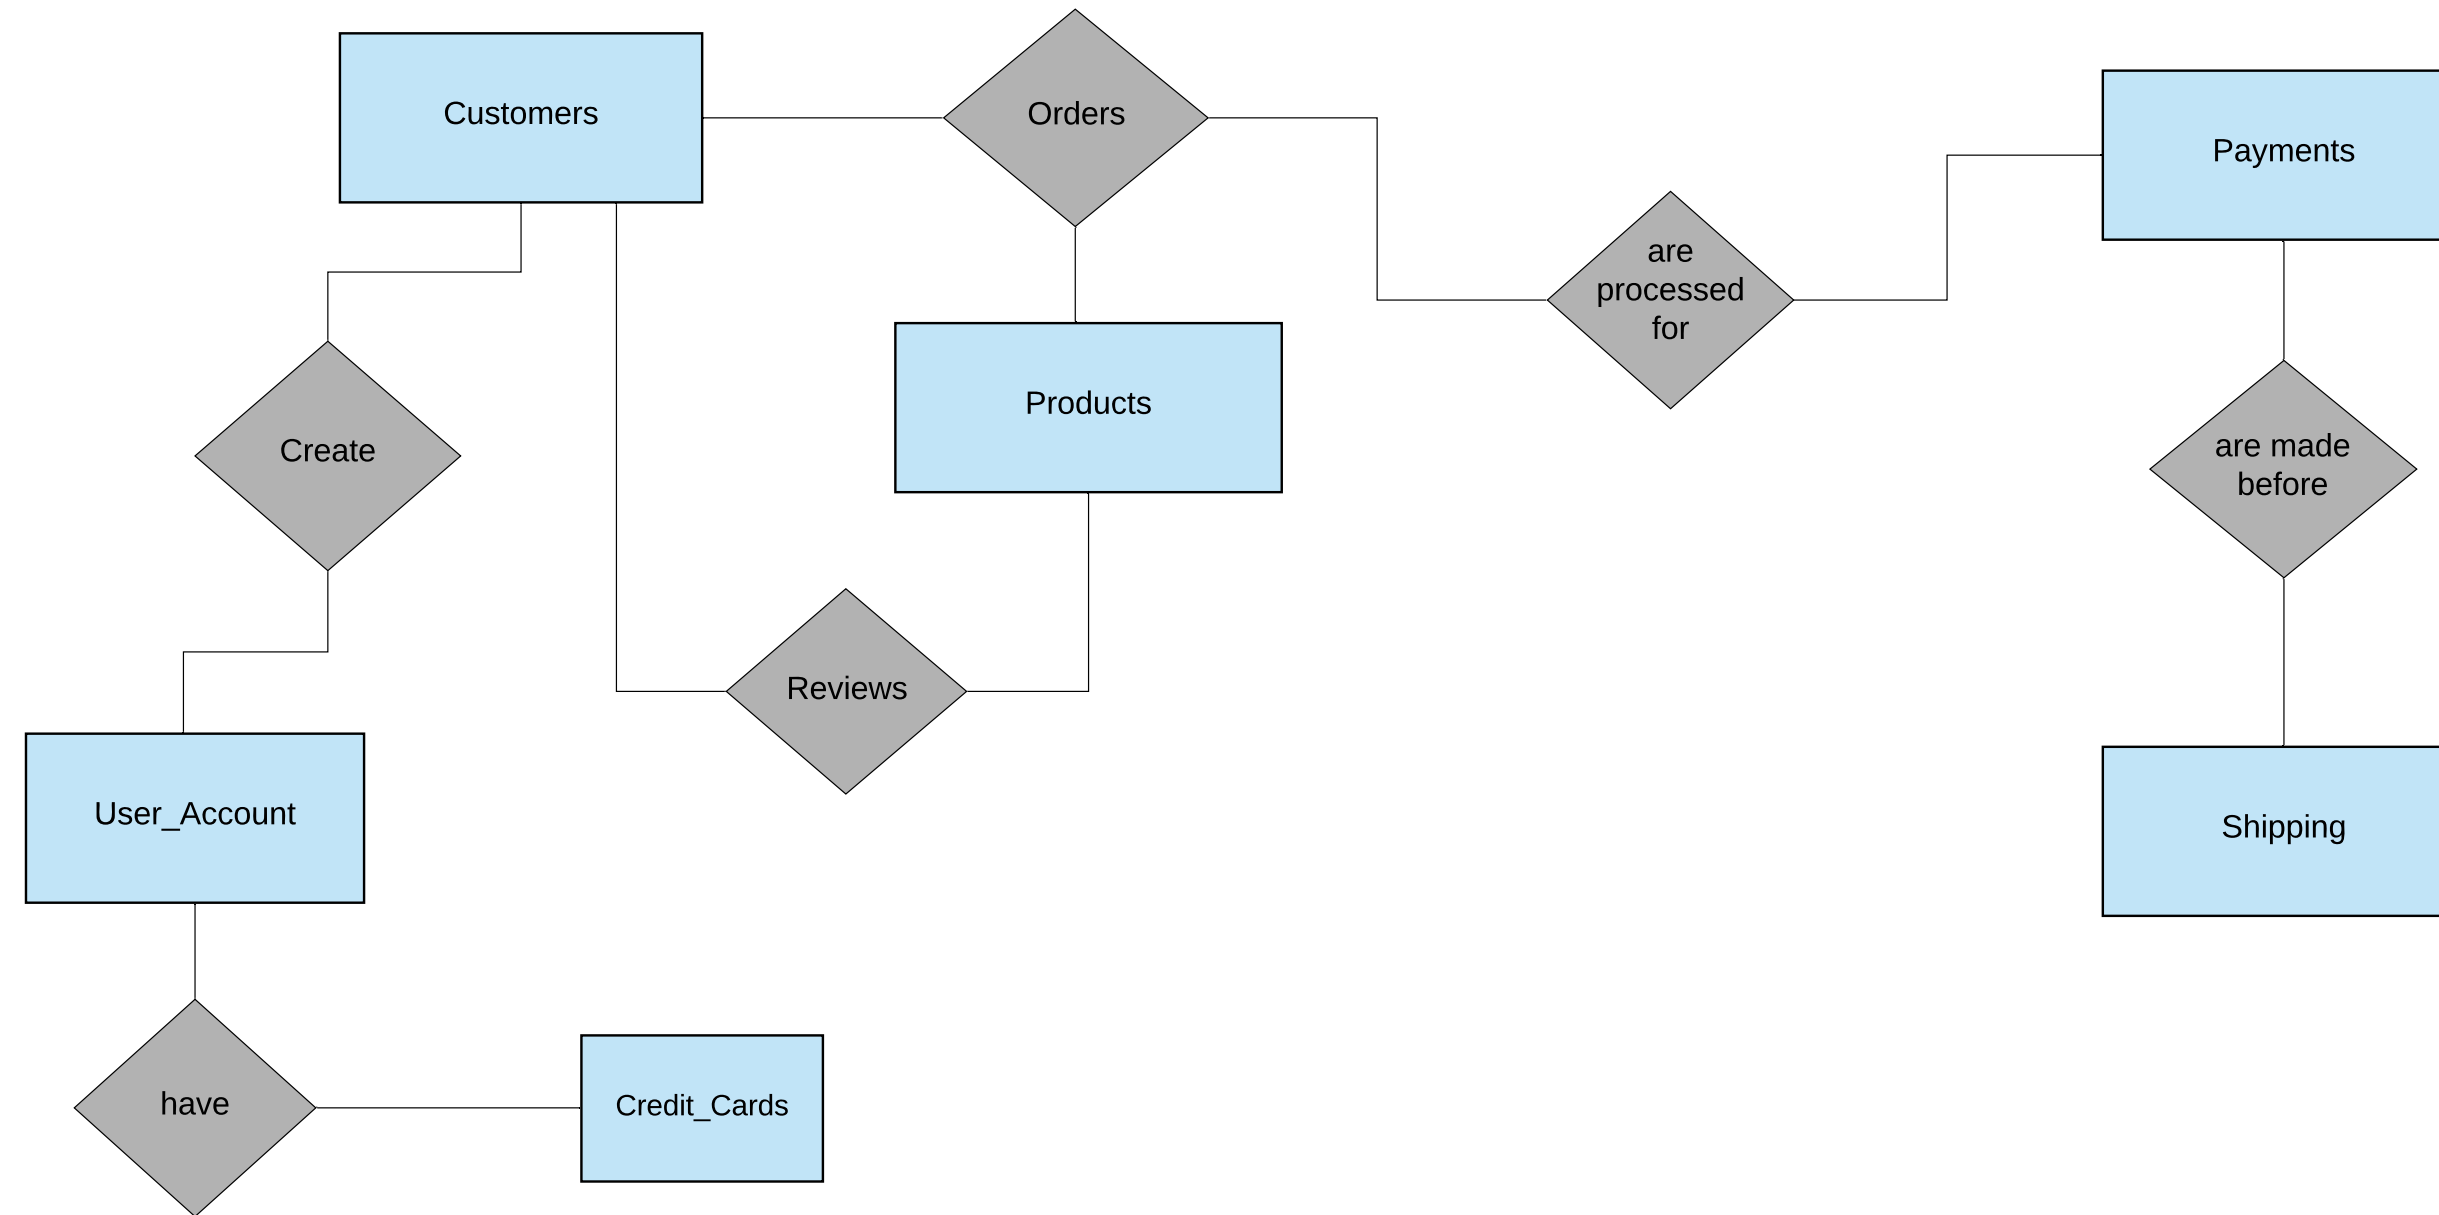 Customers
Orders
Payments
are
processed
for
Products
Create
are made
before
Reviews
User_Account
Shipping
have
Credit_Cards